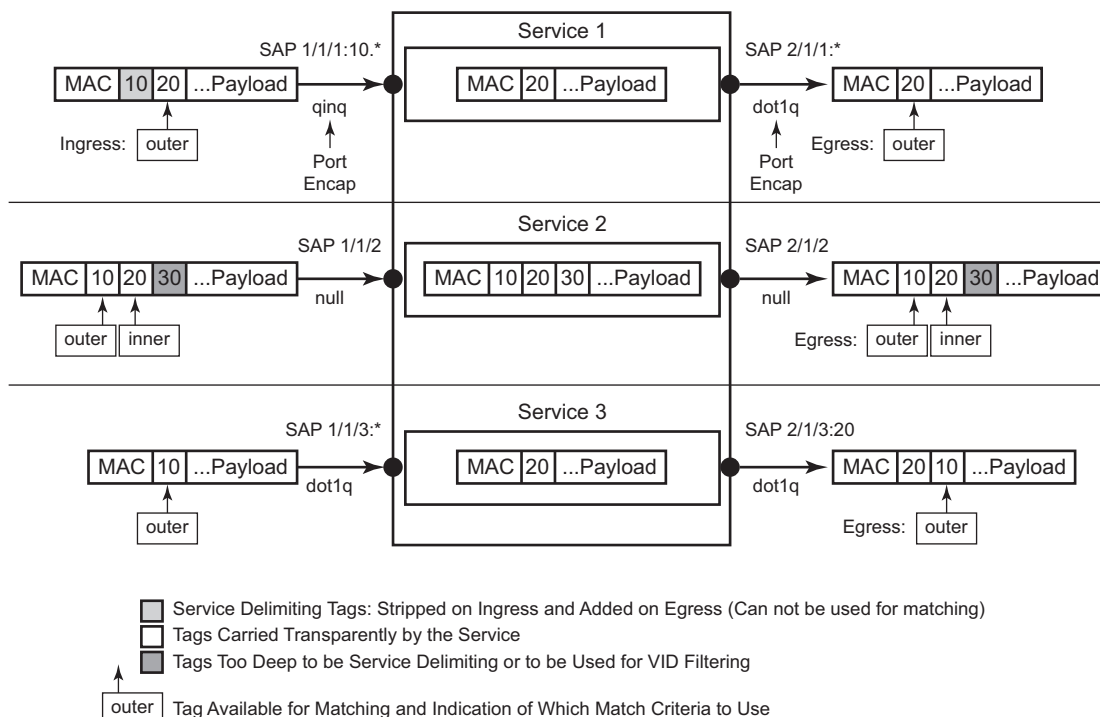 Service 1
SAP 1/1/1:10.*
SAP 2/1/1:*
MAC 10 20 ...Payload
MAC 20 ...Payload
MAC 20 ...Payload
qinq
dot1q
Ingress: outer
Egress: outer
Port
Encap
Port
Encap
Service 2
SAP 1/1/2
SAP 2/1/2
MAC 10 20 30 ...Payload
MAC 10 20 30 ...Payload
MAC 10 20 30 ...Payload
null
null
outer inner
Egress: outer inner
Service 3
SAP 1/1/3:*
SAP 2/1/3:20
MAC 10 ...Payload
MAC 20 ...Payload
MAC 20 10 ...Payload
dot1q
dot1q
outer
Egress: outer
Service Delimiting Tags: Stripped on Ingress and Added on Egress (Can not be used for matching)
Tags Carried Transparently by the Service
Tags Too Deep to be Service Delimiting or to be Used for VID Filtering
outer Tag Available for Matching and Indication of Which Match Criteria to Use